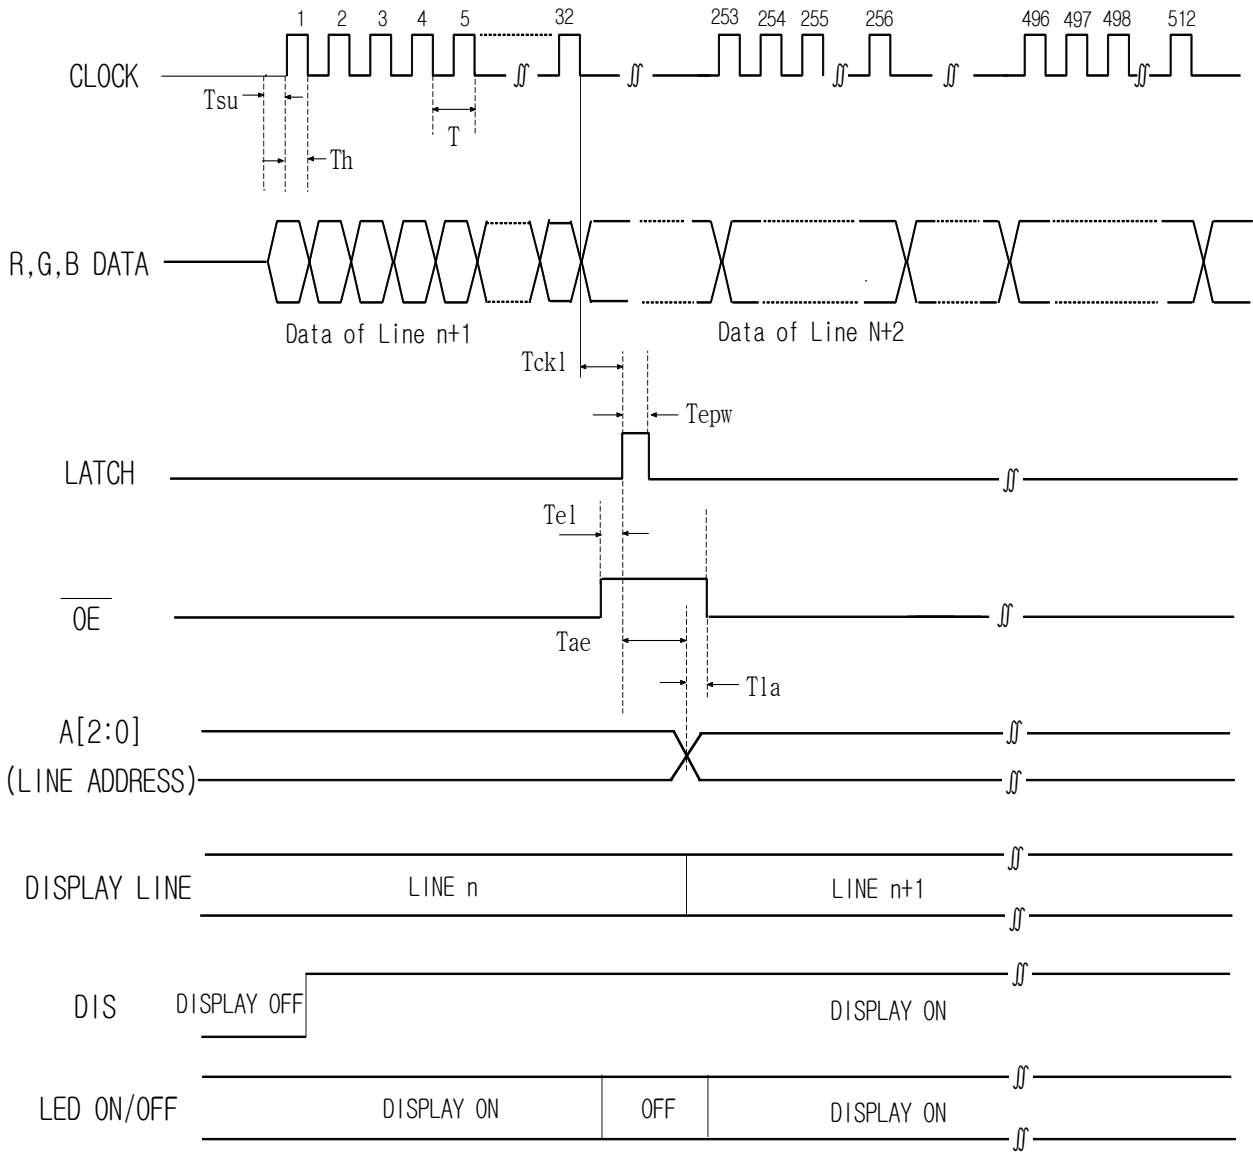 1 2 3 4 5 32 253 254 255 256 496 497 498 512
CLOCK
Tsu
T
Th
R,G,B DATA
Data of Line n+1
Data of Line N+2
Tckl
Tepw
LATCH
Tel
OE
Tae
Tla
A[2:0]
(LINE ADDRESS)
DISPLAY LINE
LINE n
LINE n+1
DIS
DISPLAY OFF
DISPLAY ON
LED ON/OFF
DISPLAY ON
OFF
DISPLAY ON